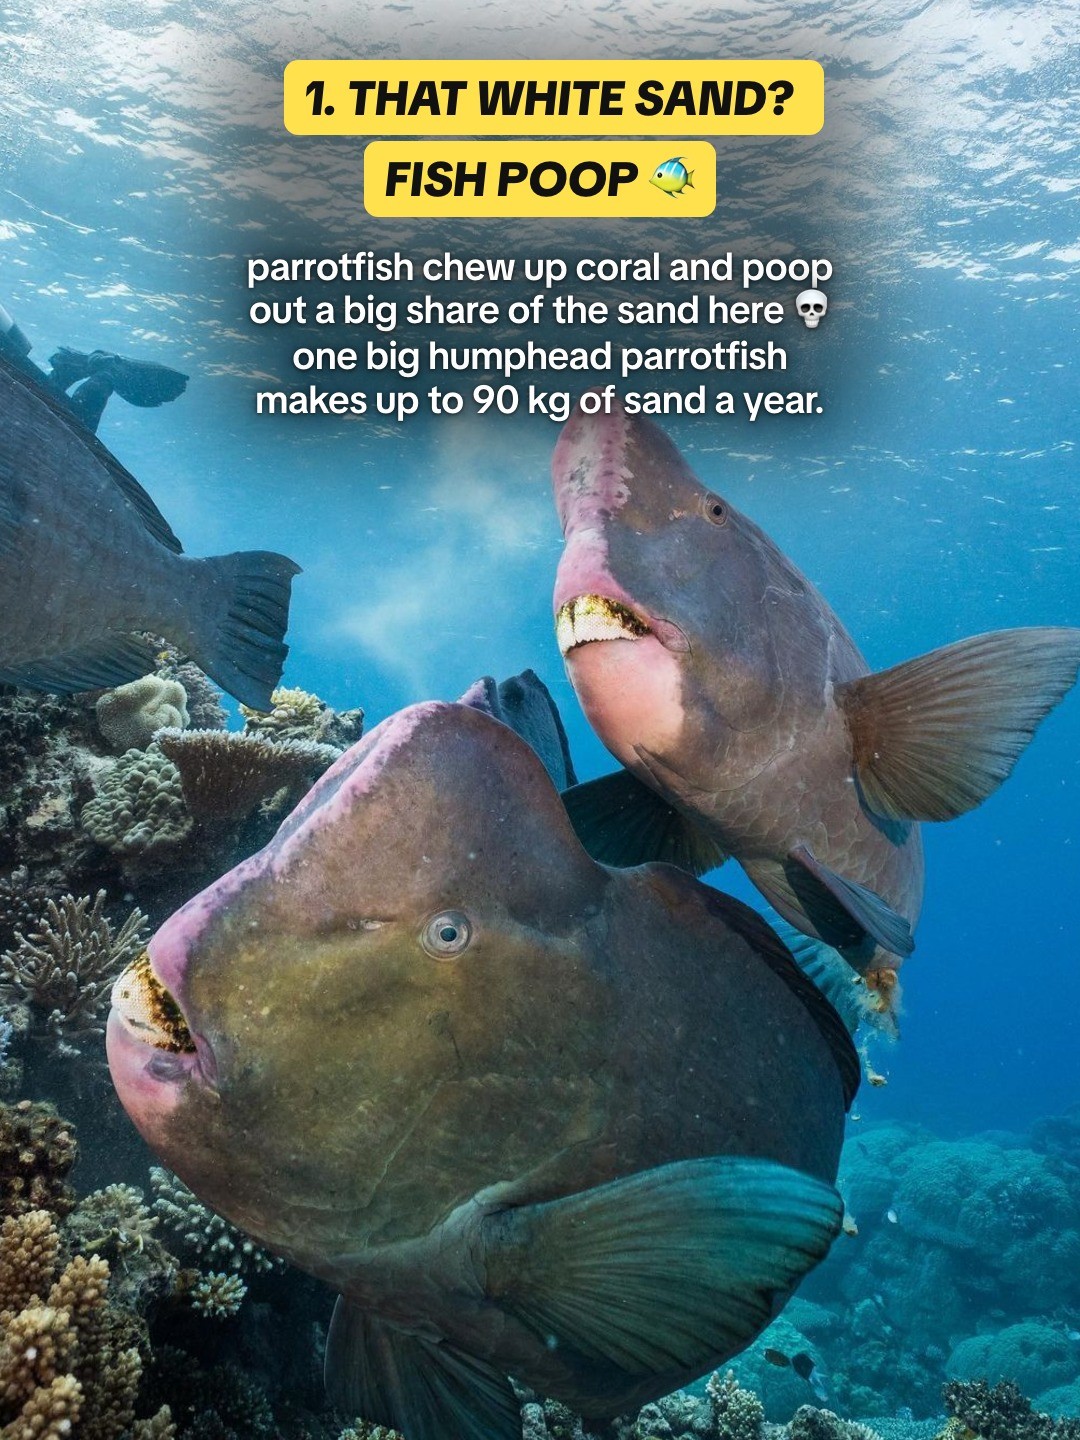 1. THAT WHITE SAND?
FISH POOP 🐠
parrotfish chew up coral and poop
out a big share of the sand here 💀
one big humphead parrotfish
makes up to 90 kg of sand a year.